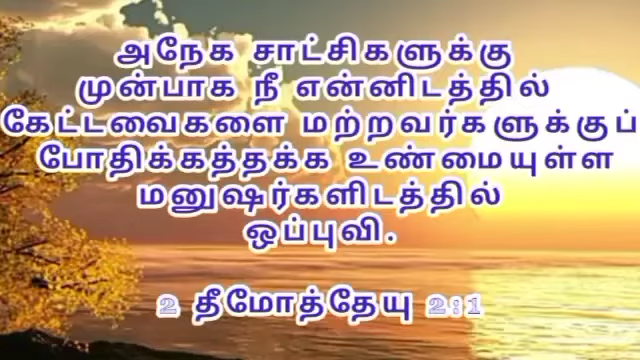 அநேக சாட்சிகளுக்கு
முன்பாக நீ என்னிடத்தில்
கேட்டவைகளை மற்றவர்களுக்குப்
போதிக்கத்தக்க உண்மையுள்ள
மனுஷர்களிடத்தில்
ஒப்புவி.
2 தீமோத்தேயு 2:1